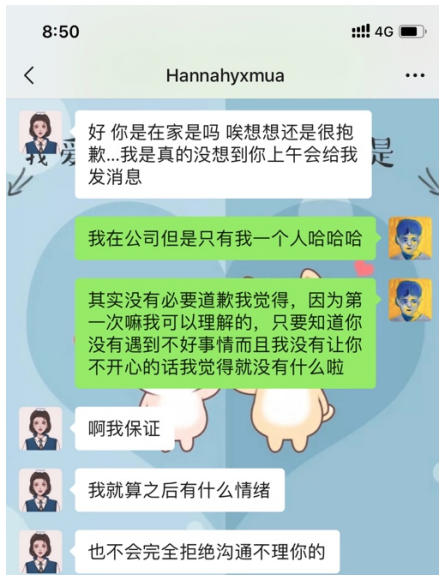 8:50
4G
Hannahyxmua
好 你是在家是吗 唉想想还是很抱
歉...我是真的没想到你上午会给我
发消息
我在公司但是只有我一个人哈哈哈
其实没有必要道歉我觉得，因为第
一次嘛我可以理解的，只要知道你
没有遇到不好事情而且我没有让你
不开心的话我觉得就没有什么啦
啊我保证
我就算之后有什么情绪
也不会完全拒绝沟通不理你的